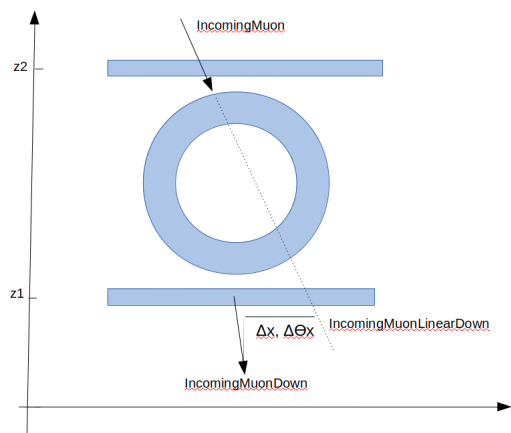 IncomingMuon
z2
z1
IncomingMuonLinearDown
Δx, ΔΘx
IncomingMuonDown